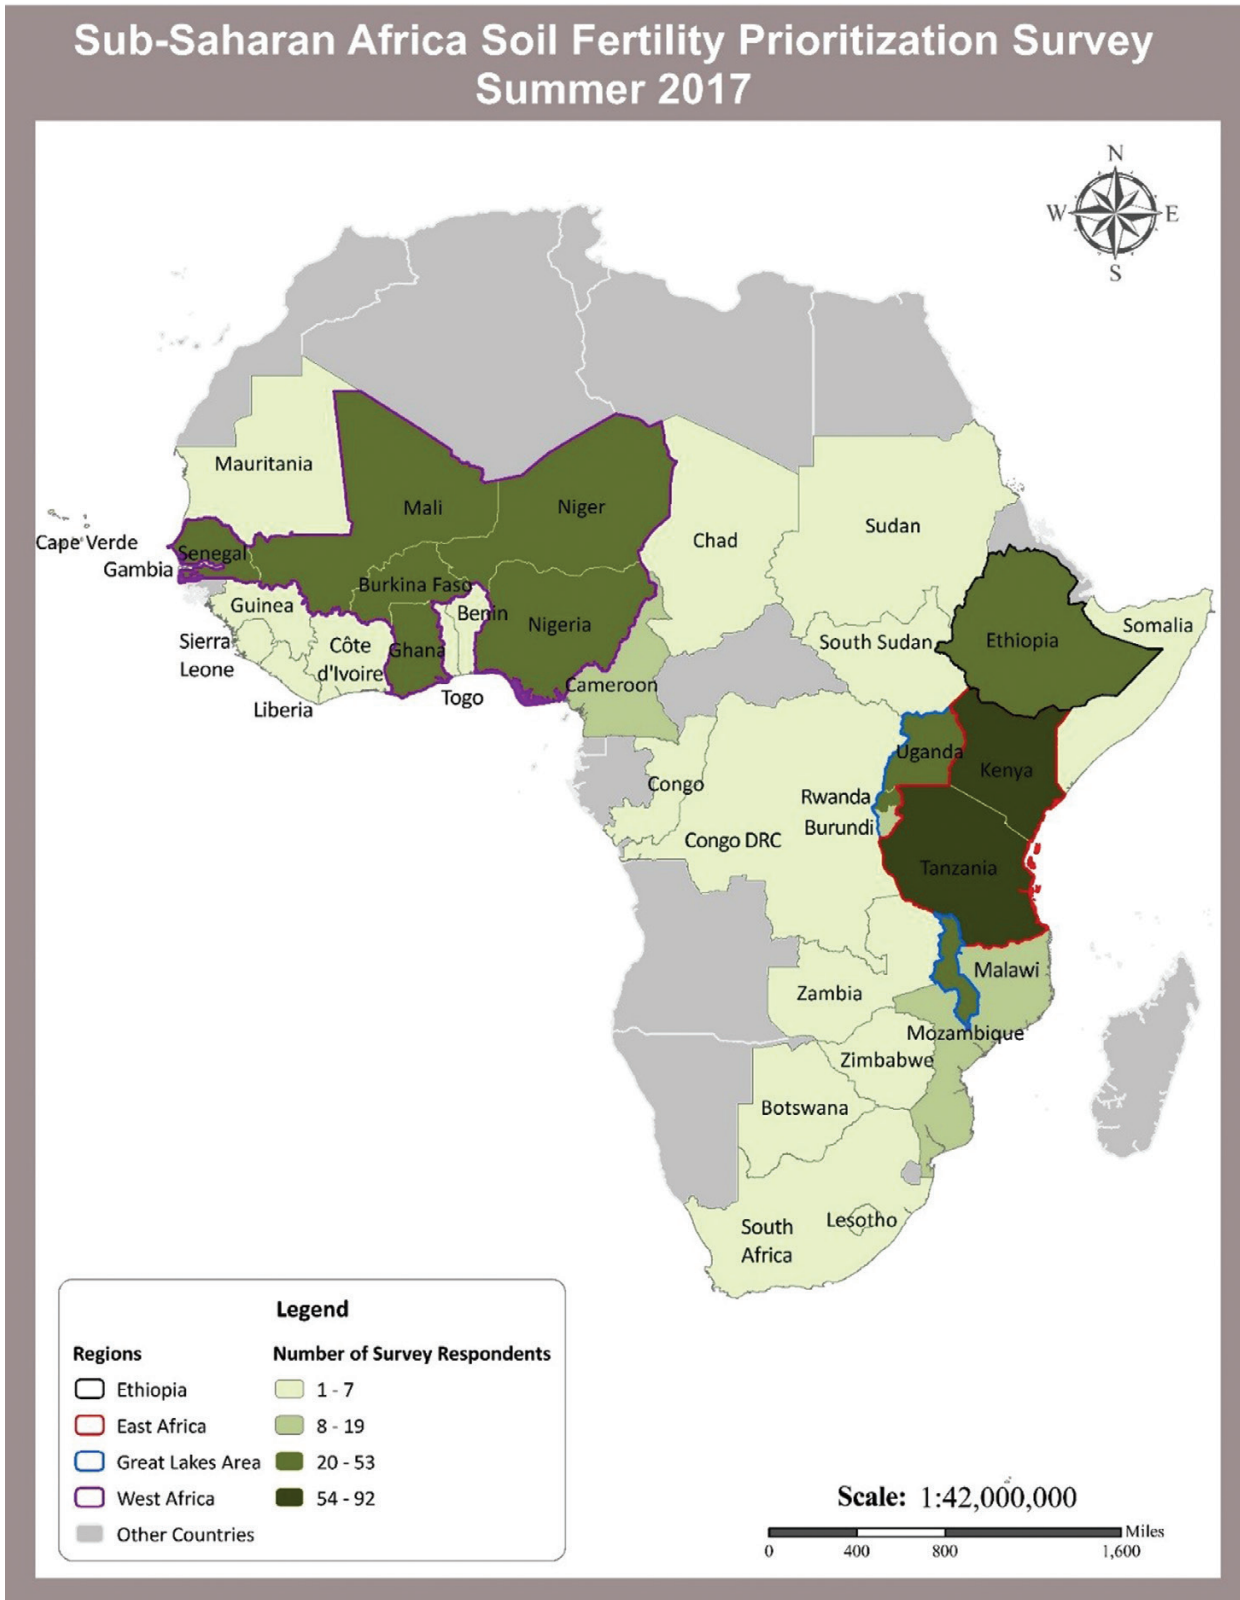 Sub-Saharan Africa Soil Fertility Prioritization Survey
Summer 2017
N
W
E
S
Mauritania
Mali
Niger
Chad
Sudan
Cape Verde
Gambia
Senegal
Burkina Faso
Guinea
Benin
Nigeria
Ethiopia
Somalia
South Sudan
Sierra
Leone
Côte
d'Ivoire
Ghana
Cameroon
Togo
Liberia
Uganda
Kenya
Congo
Rwanda
Burundi
Congo DRC
Tanzania
Malawi
Zambia
Mozambique
Zimbabwe
Botswana
South
Africa
Lesotho
Legend
Regions
Ethiopia
East Africa
Great Lakes Area
West Africa
Other Countries
Number of Survey Respondents
1 - 7
8 - 19
20 - 53
54 - 92
Scale: 1:42,000,000
Miles
0 400 800 1,600